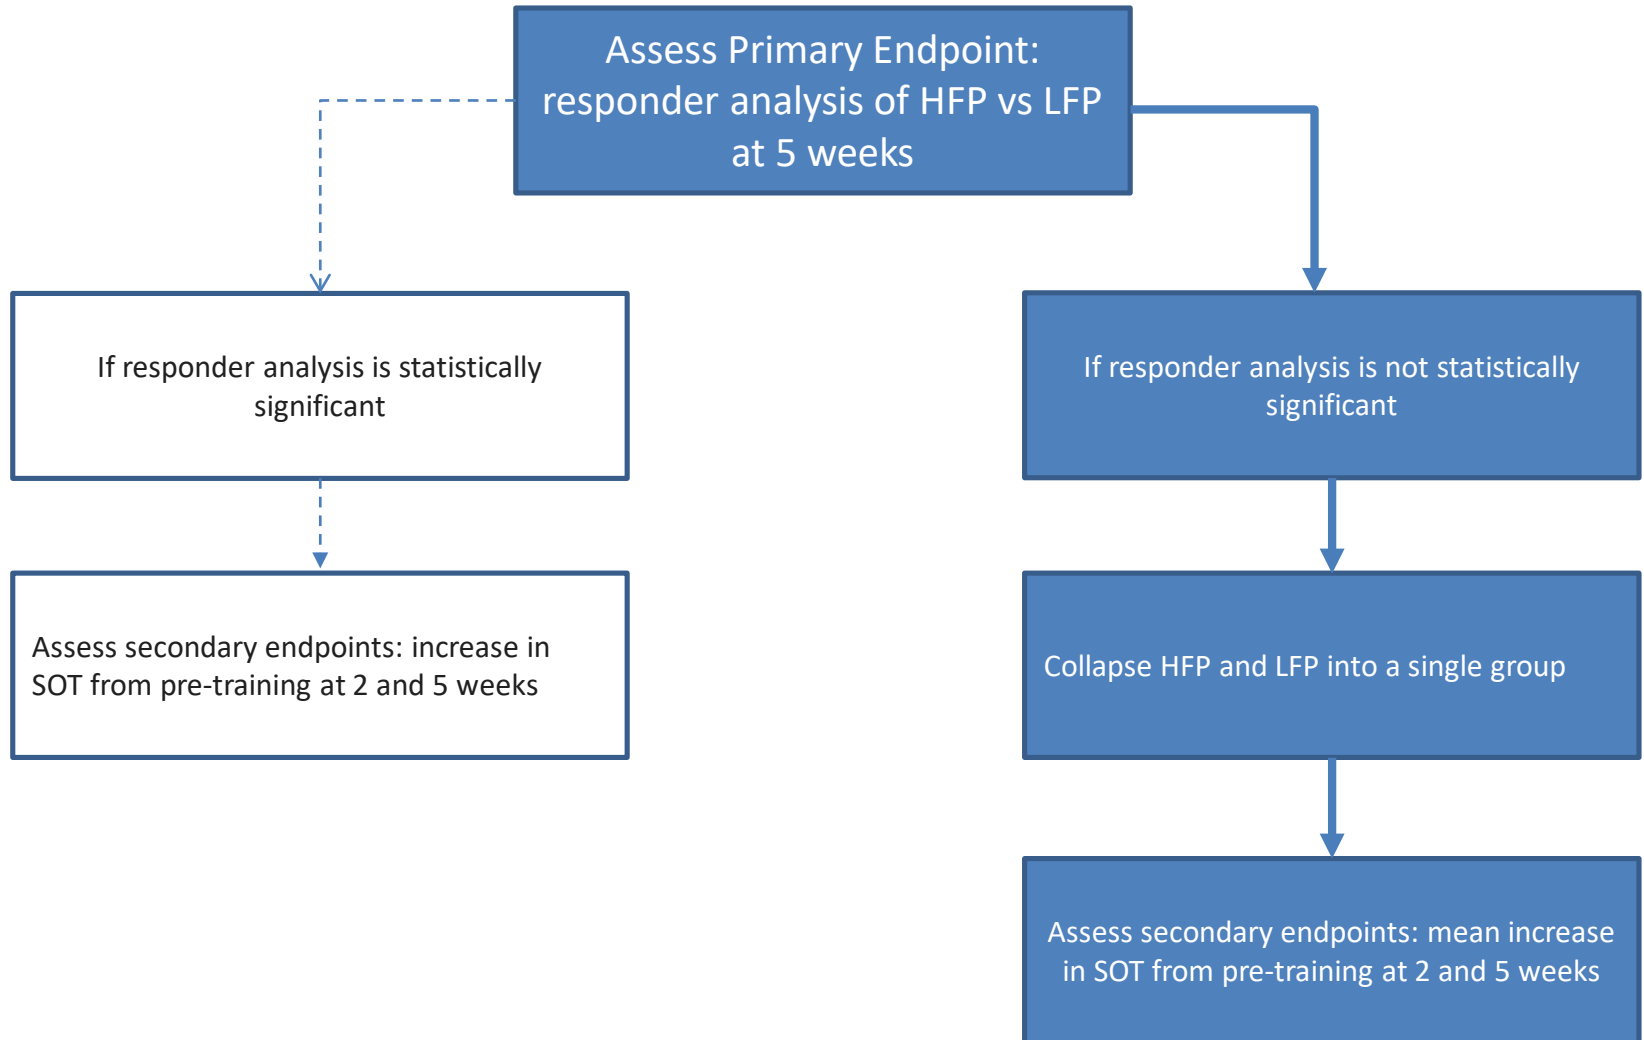 Assess Primary Endpoint:
responder analysis of HFP vs LFP
at 5 weeks
If responder analysis is statistically
significant
If responder analysis is not statistically
significant
Assess secondary endpoints: increase in
SOT from pre-training at 2 and 5 weeks
Collapse HFP and LFP into a single group
Assess secondary endpoints: mean increase
in SOT from pre-training at 2 and 5 weeks